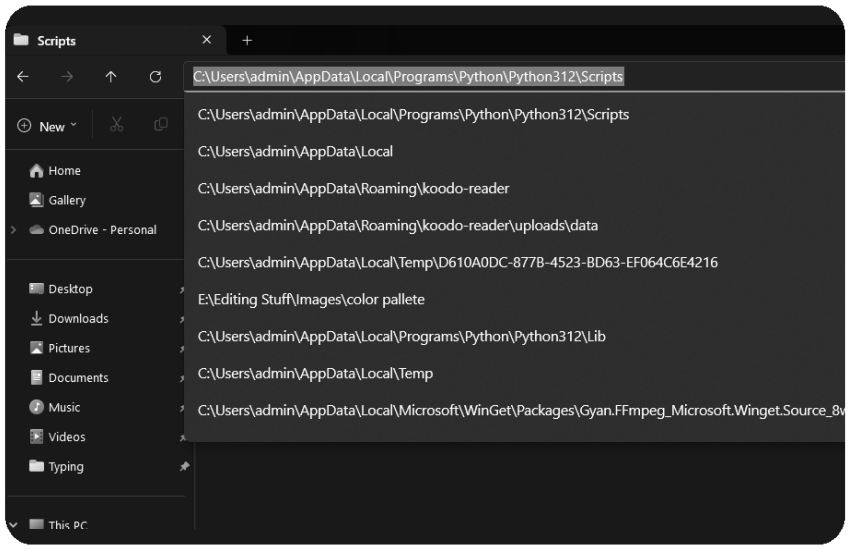 Scripts
C:\Users\admin\AppData\Local\Programs\Python\Python312\Scripts
New
C:\Users\admin\AppData\Local\Programs\Python\Python312\Scripts
C:\Users\admin\AppData\Local
C:\Users\admin\AppData\Roaming\koodo-reader
C:\Users\admin\AppData\Roaming\koodo-reader\uploads\data
C:\Users\admin\AppData\Local\Temp\D610A0DC-877B-4523-BD63-EF064C6E4216
E:\Editing Stuff\Images\color pallete
C:\Users\admin\AppData\Local\Programs\Python\Python312\Lib
C:\Users\admin\AppData\Local\Temp
C:\Users\admin\AppData\Local\Microsoft\WinGet\Packages\Gyan.FFmpeg_Microsoft.Winget.Source_8w
Home
Gallery
OneDrive - Personal
Desktop
Downloads
Pictures
Documents
Music
Videos
Typing
This PC